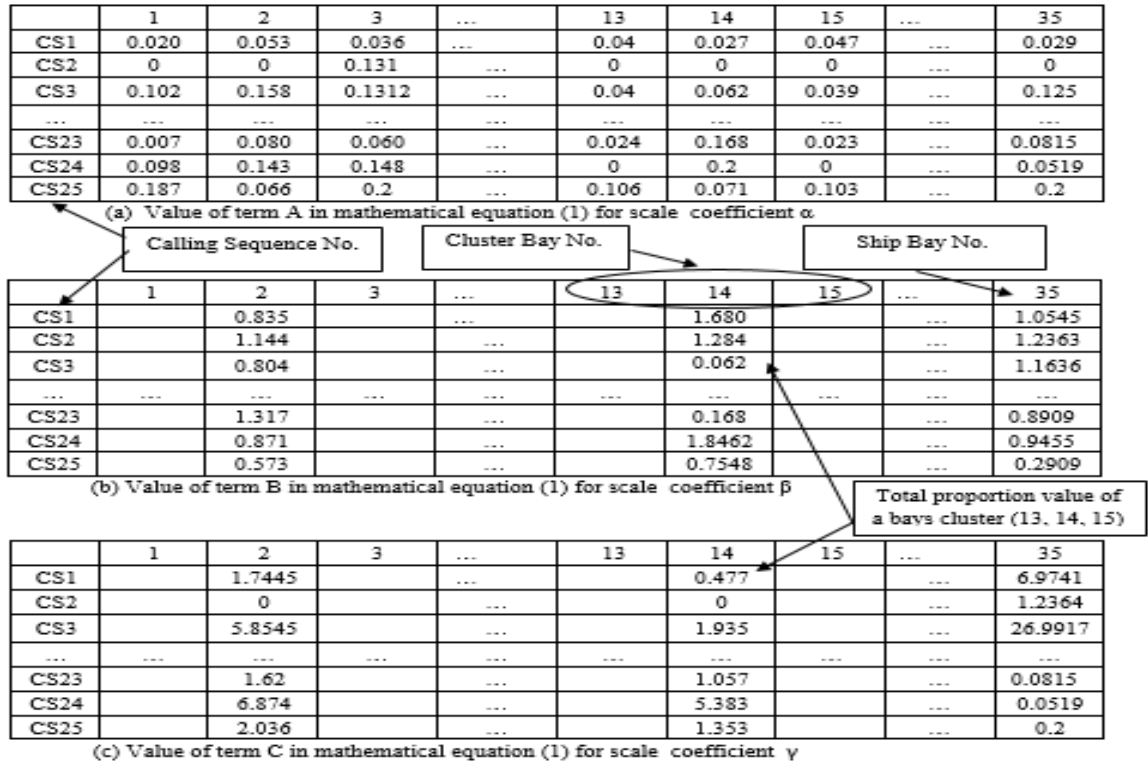 1 2 3 ... 13 14 15 ... 35
CS1 0.020 0.053 0.036 ... 0.04 0.027 0.047 ... 0.029
CS2 0 0 0.131 ... 0 0 0 ... 0
CS3 0.102 0.158 0.1312 ... 0.04 0.062 0.039 ... 0.125
... ... ... ... ... ... ... ... ... ...
CS23 0.007 0.080 0.060 ... 0.024 0.168 0.023 ... 0.0815
CS24 0.098 0.143 0.148 ... 0 0.2 0 ... 0.0519
CS25 0.187 0.066 0.2 ... 0.106 0.071 0.103 ... 0.2
(a) Value of term A in mathematical equation (1) for scale coefficient α
Calling Sequence No.
Cluster Bay No.
Ship Bay No.
1 2 3 ... 13 14 15 ... 35
CS1 0.835 ... 1.680 ... 1.0545
CS2 1.144 ... 1.284 ... 1.2363
CS3 0.804 ... 0.062 ... 1.1636
... ... ... ... ... ... ... ... ... ...
CS23 1.317 ... 0.168 ... 0.8909
CS24 0.871 ... 1.8462 ... 0.9455
CS25 0.573 ... 0.7548 ... 0.2909
(b) Value of term B in mathematical equation (1) for scale coefficient β
Total proportion value of
a bays cluster (13, 14, 15)
1 2 3 ... 13 14 15 ... 35
CS1 1.7445 ... 0.477 ... 6.9741
CS2 0 ... 0 ... 1.2364
CS3 5.8545 ... 1.935 ... 26.9917
... ... ... ... ... ... ... ... ... ...
CS23 1.62 ... 1.057 ... 0.0815
CS24 6.874 ... 5.383 ... 0.0519
CS25 2.036 ... 1.353 ... 0.2
(c) Value of term C in mathematical equation (1) for scale coefficient γ